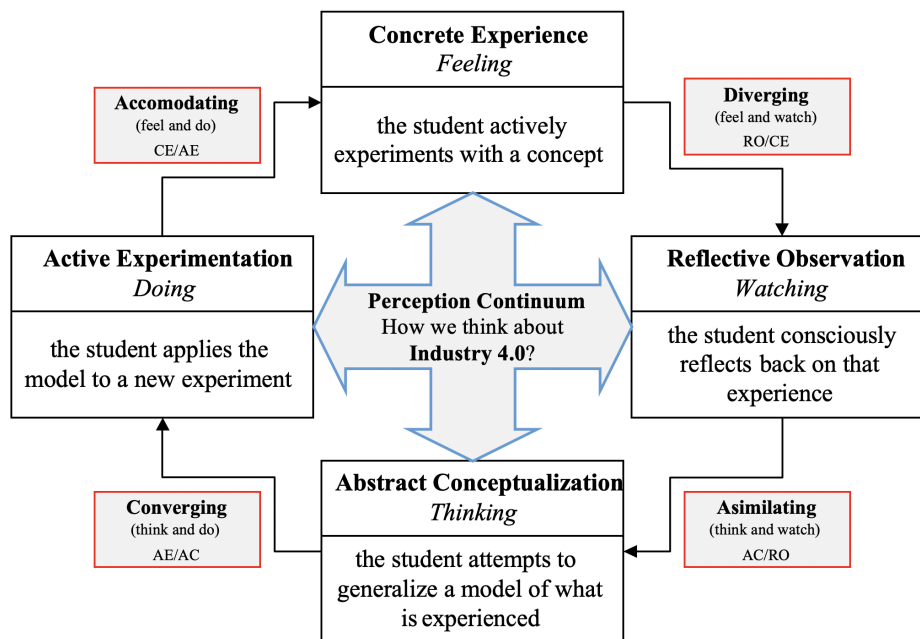 Concrete Experience
Feeling
the student actively
experiments with a concept
Accomodating
(feel and do)
CE/AE
Diverging
(feel and watch)
RO/CE
Active Experimentation
Doing
the student applies the
model to a new experiment
Perception Continuum
How we think about
Industry 4.0?
Reflective Observation
Watching
the student consciously
reflects back on that
experience
Converging
(think and do)
AE/AC
Abstract Conceptualization
Thinking
the student attempts to
generalize a model of what
is experienced
Asimilating
(think and watch)
AC/RO